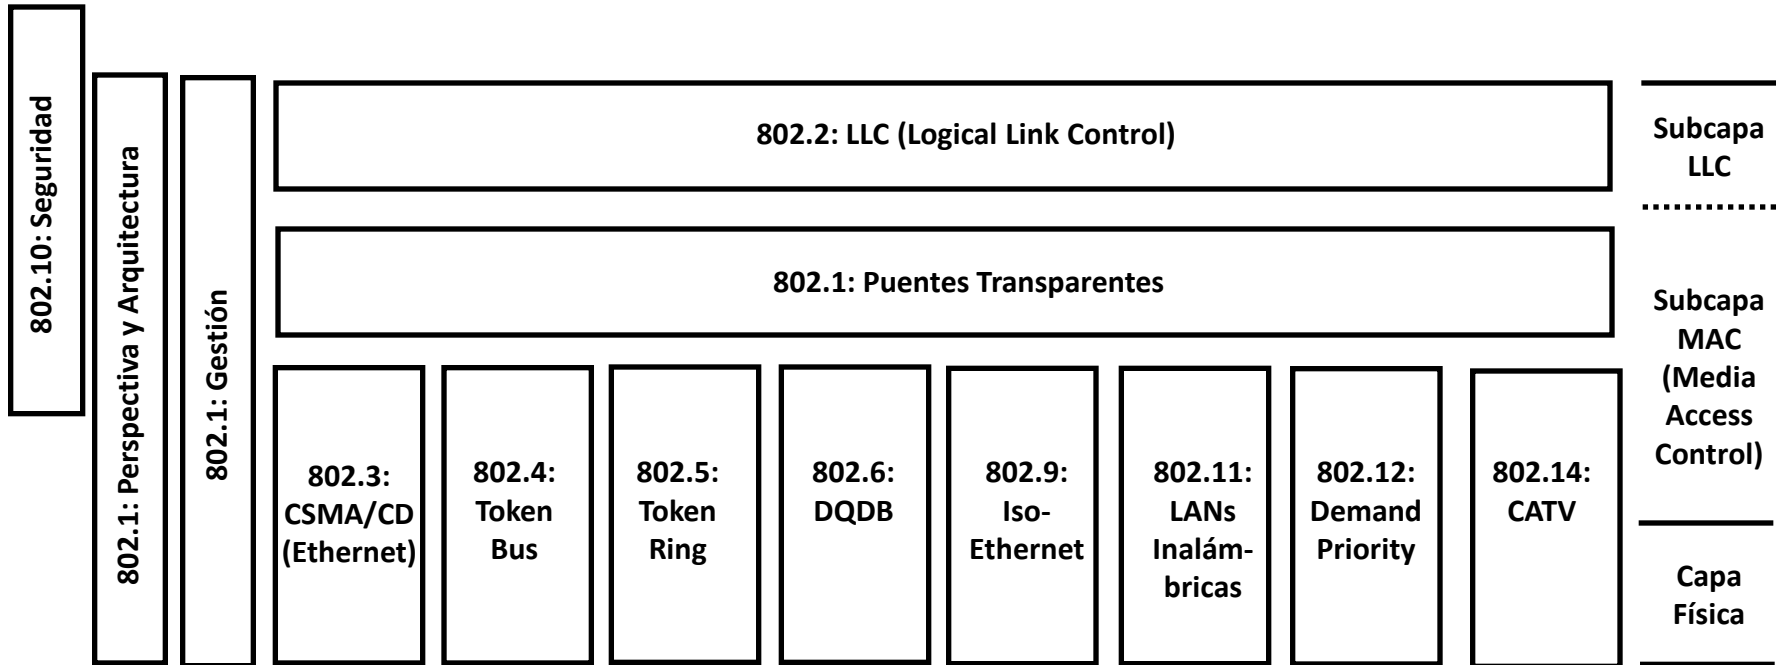 802.10: Seguridad
802.1: Perspectiva y Arquitectura
802.1: Gestión
802.2: LLC (Logical Link Control)
802.1: Puentes Transparentes
802.3:
CSMA/CD
(Ethernet)
802.4:
Token
Bus
802.5:
Token
Ring
802.6:
DQDB
802.9:
Iso-
Ethernet
802.11:
LANs
Inalám-
bricas
802.12:
Demand
Priority
802.14:
CATV
Subcapa
LLC
Subcapa
MAC
(Media
Access
Control)
Capa
Física